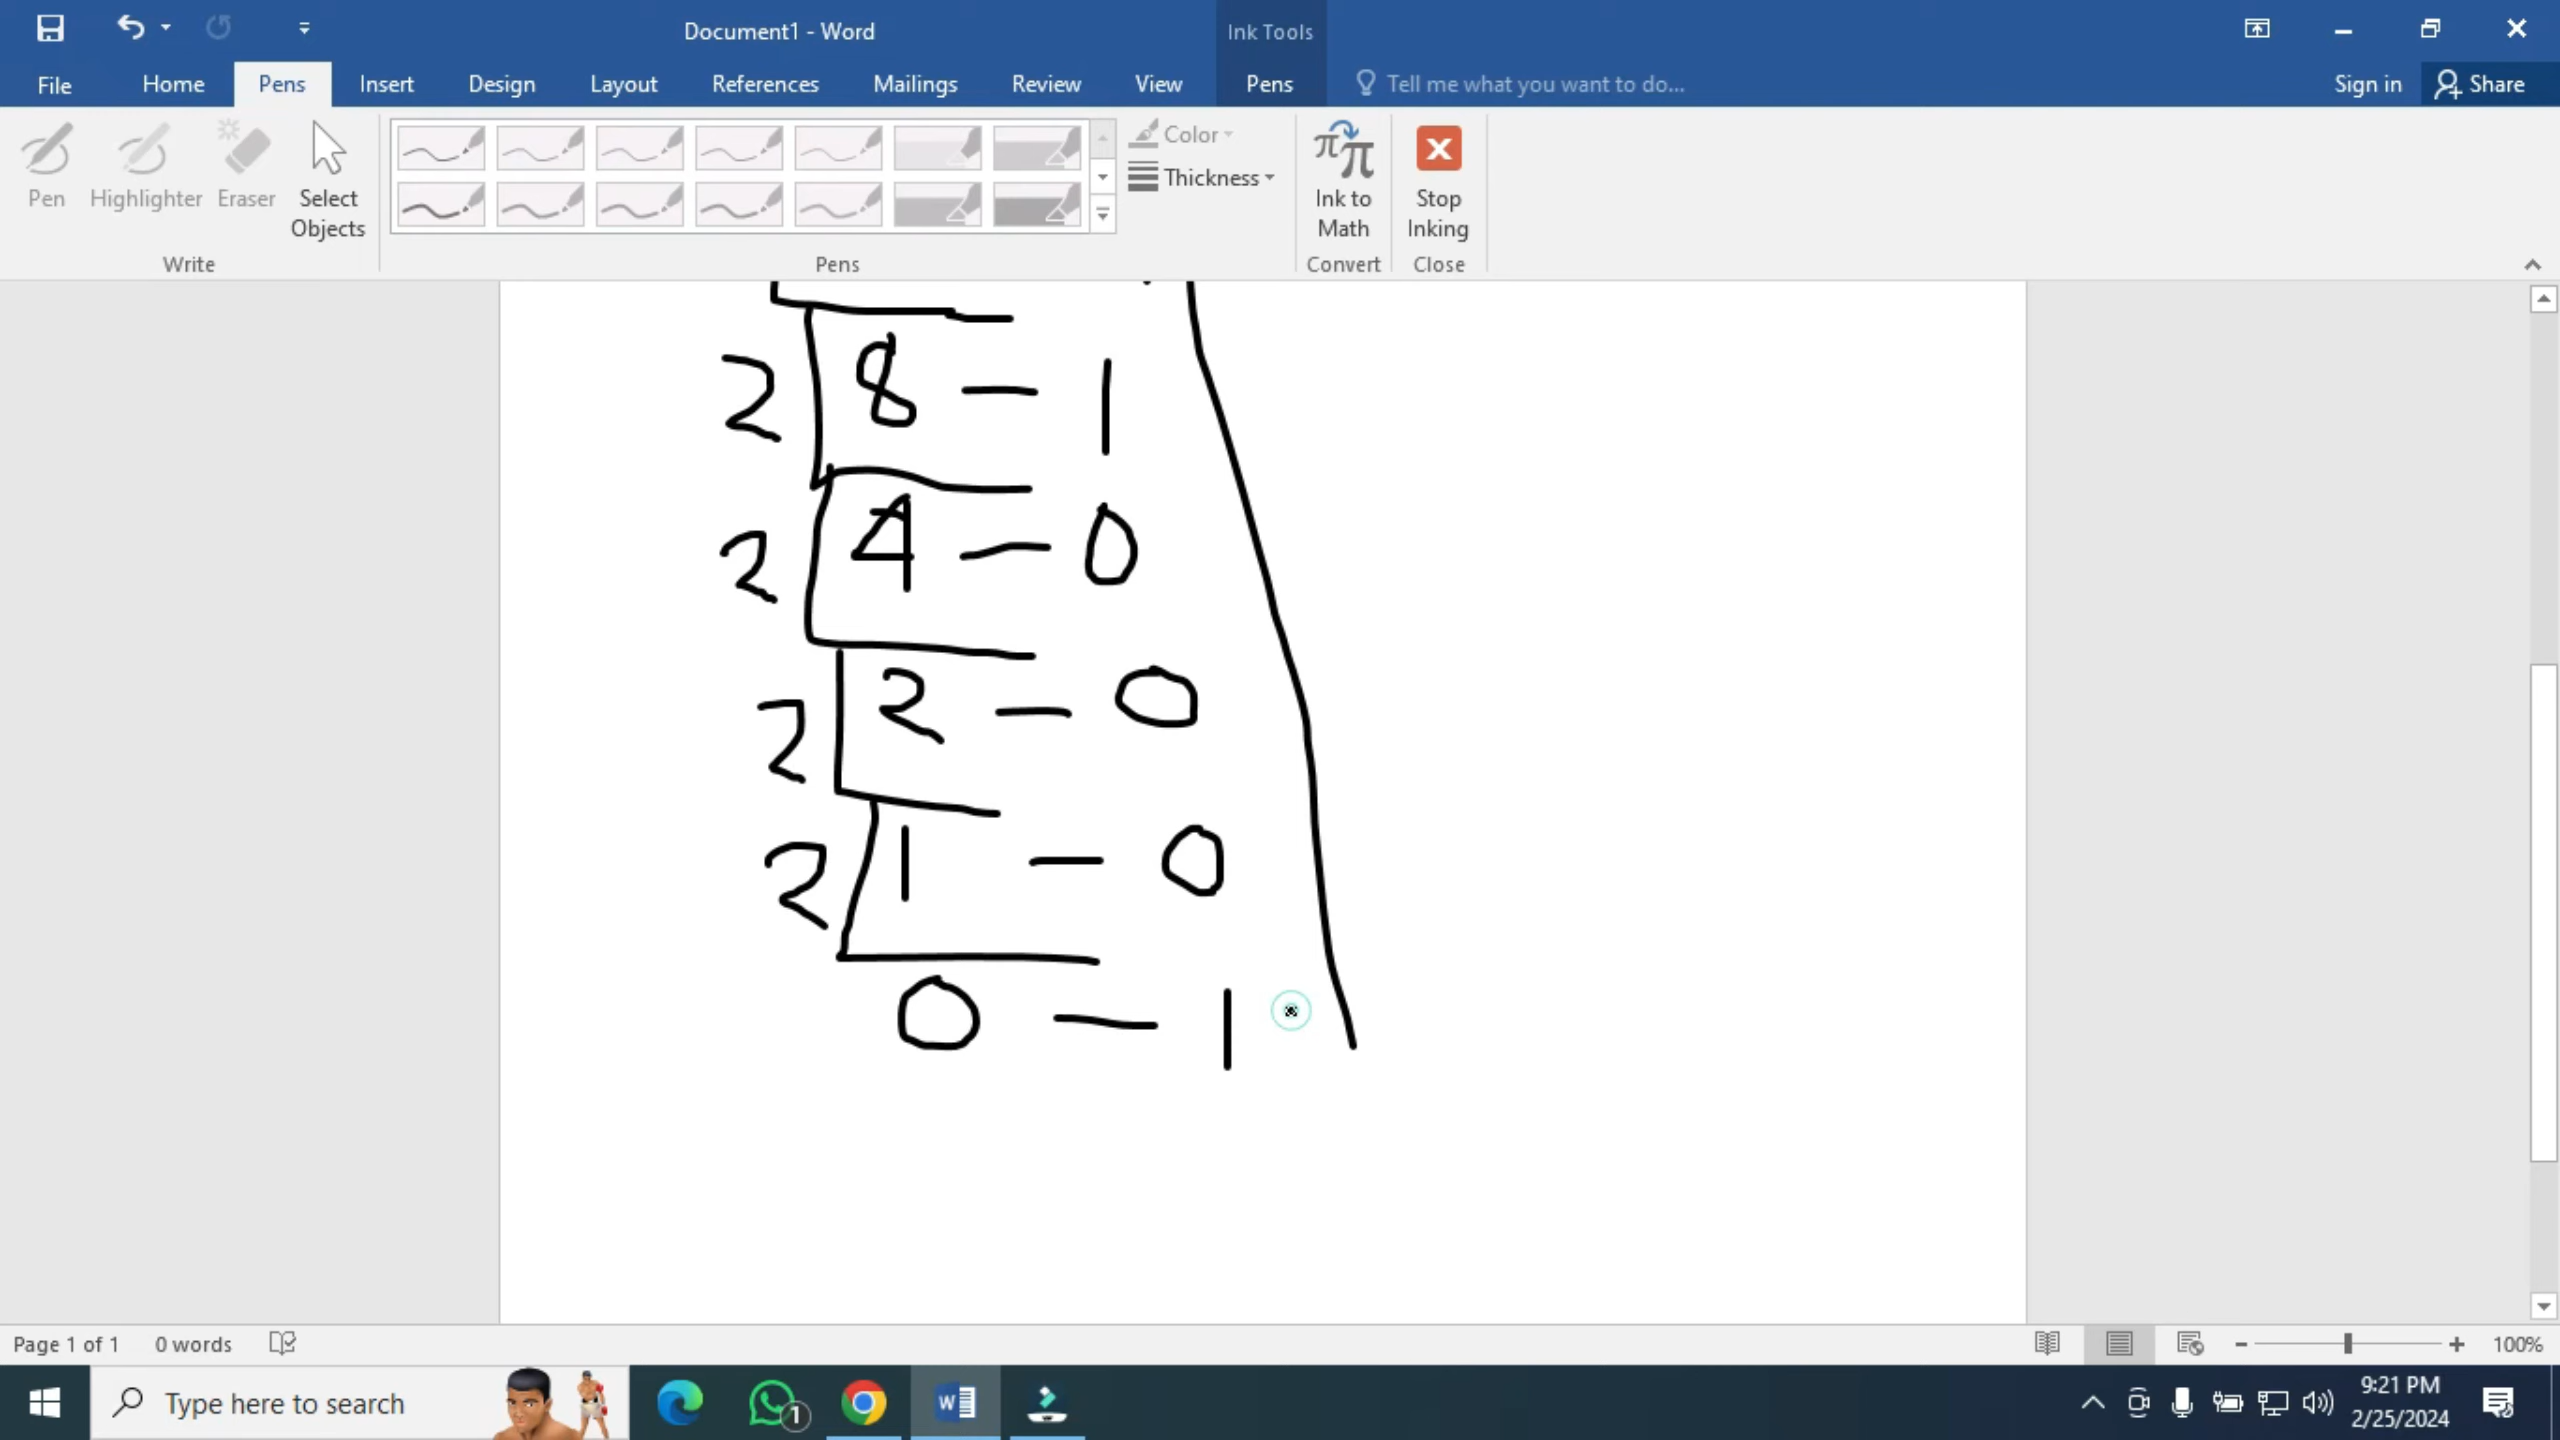 Document1 - Word
Ink Tools
File Home Pens Insert Design Layout References Mailings Review View Pens Tell me what you want to do... Sign in Share
Pen Highlighter Eraser Select Objects
Color
Thickness
Ink to Math
Stop Inking
Write Pens Convert Close
2 8 - 1
2 4 - 0
2 2 - 0
2 1 - 0
0 - 1
Page 1 of 1 0 words 100%
Type here to search 1 9:21 PM
2/25/2024